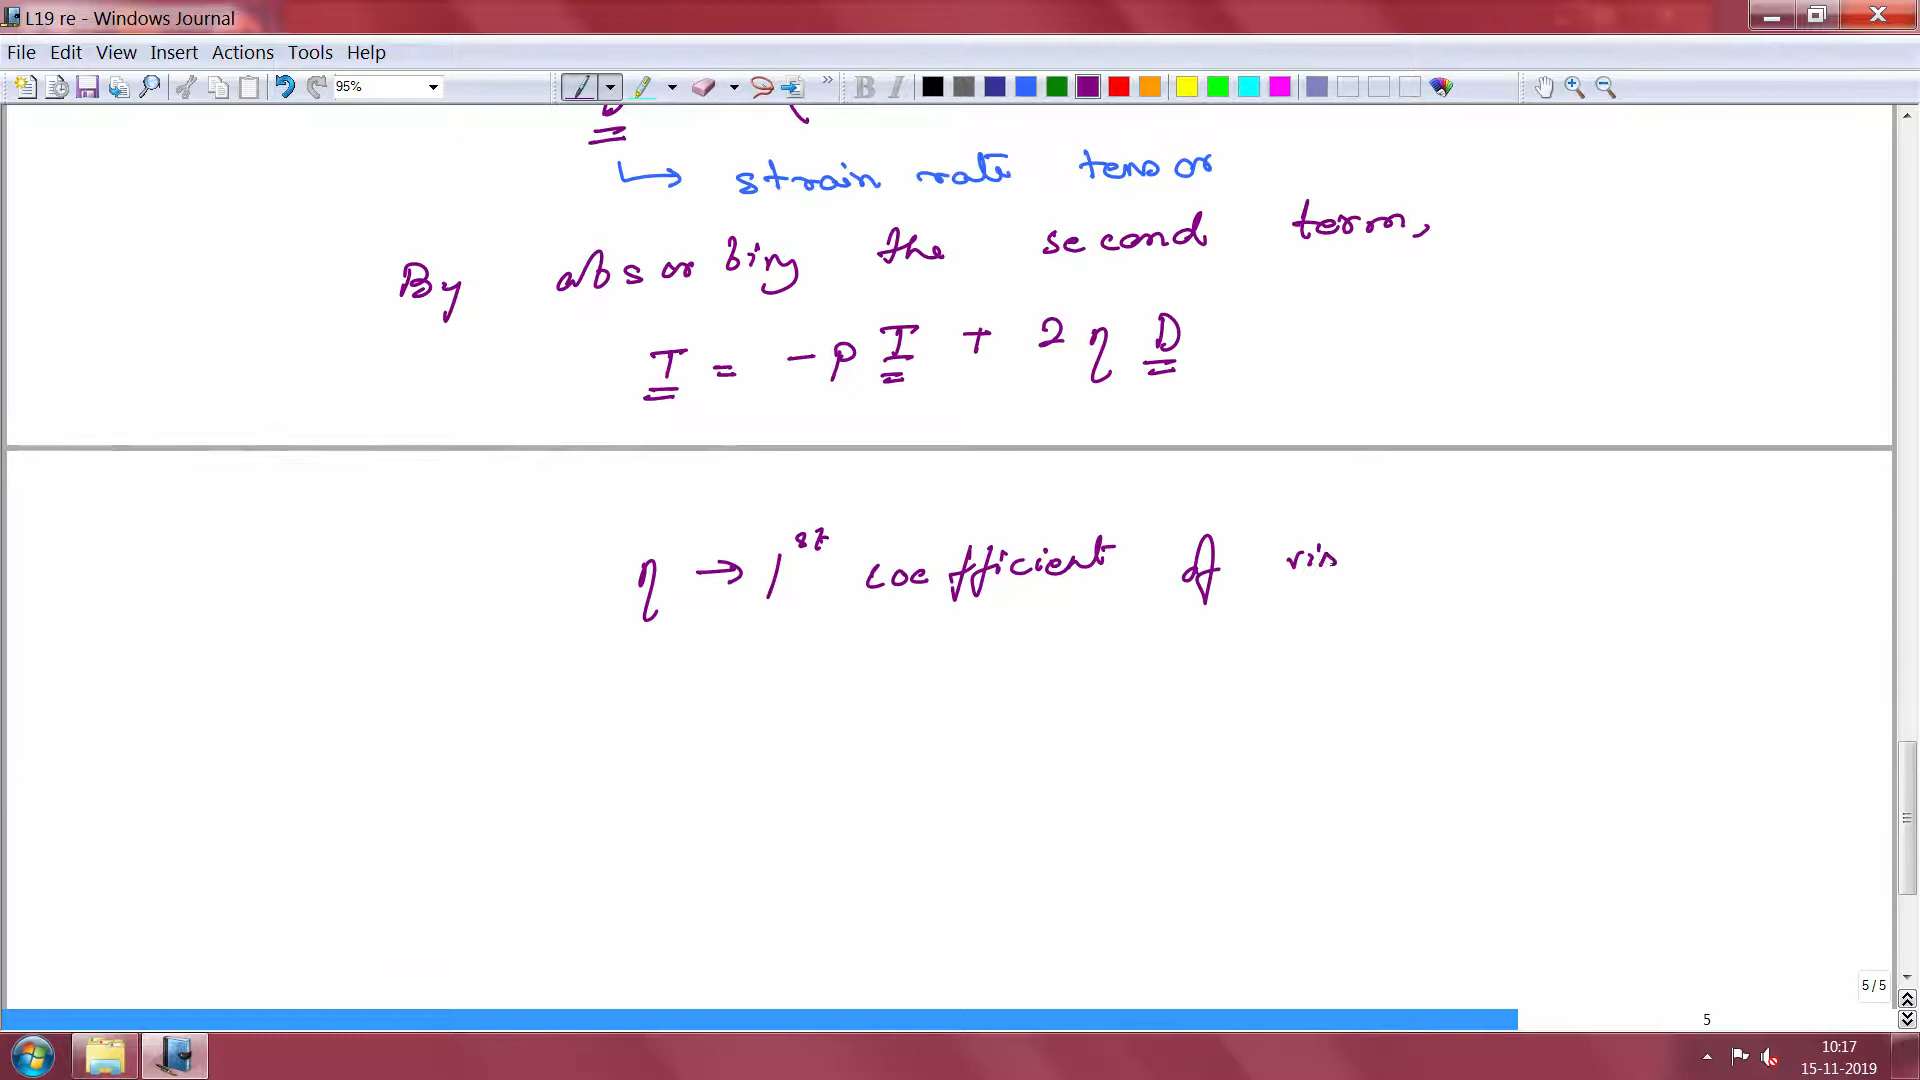 L19 re - Windows Journal
File Edit View Insert Actions Tools Help
95%
D
strain rate tensor
By absorbing the second term,
T = -p I + 2 η D
η → 1st coefficient of vis
5 / 5
5
10:17
15-11-2019